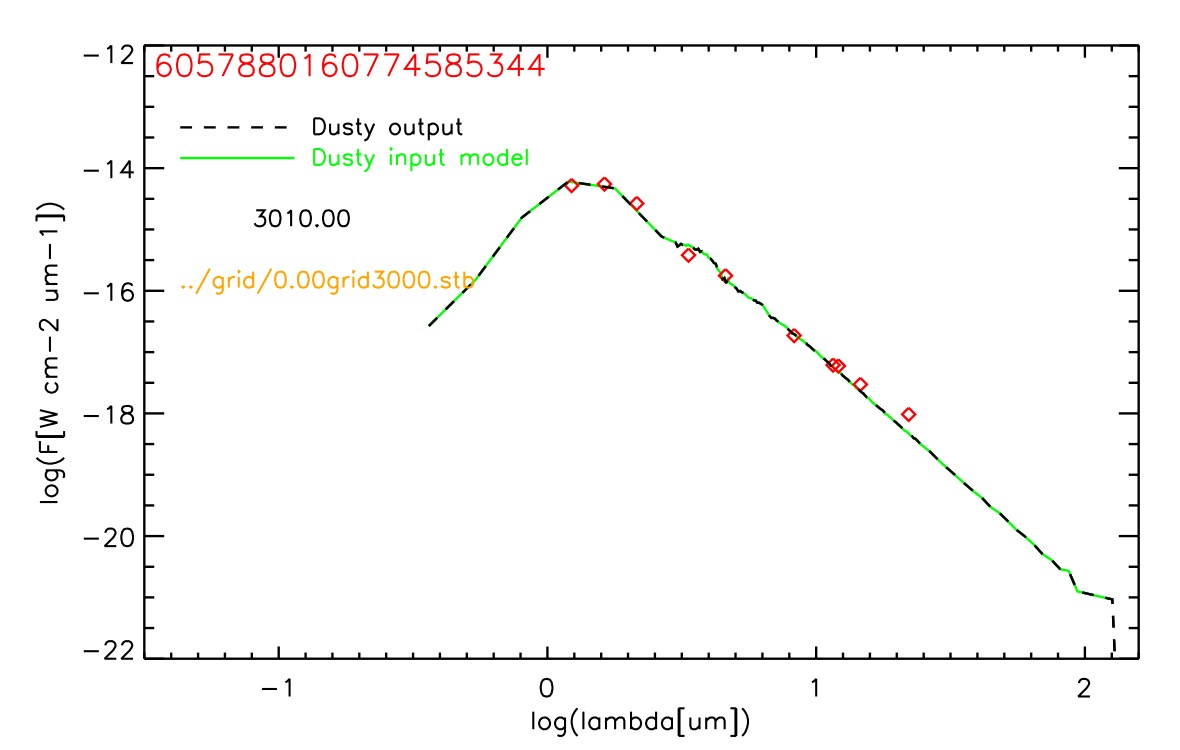 6057880160774585344
Dusty output
Dusty input model
3010.00
../grid/0.00grid3000.stb
−12
−14
−16
−18
−20
−22
log(F[W cm−2 um−1])
−1
0
1
2
log(lambda[um])